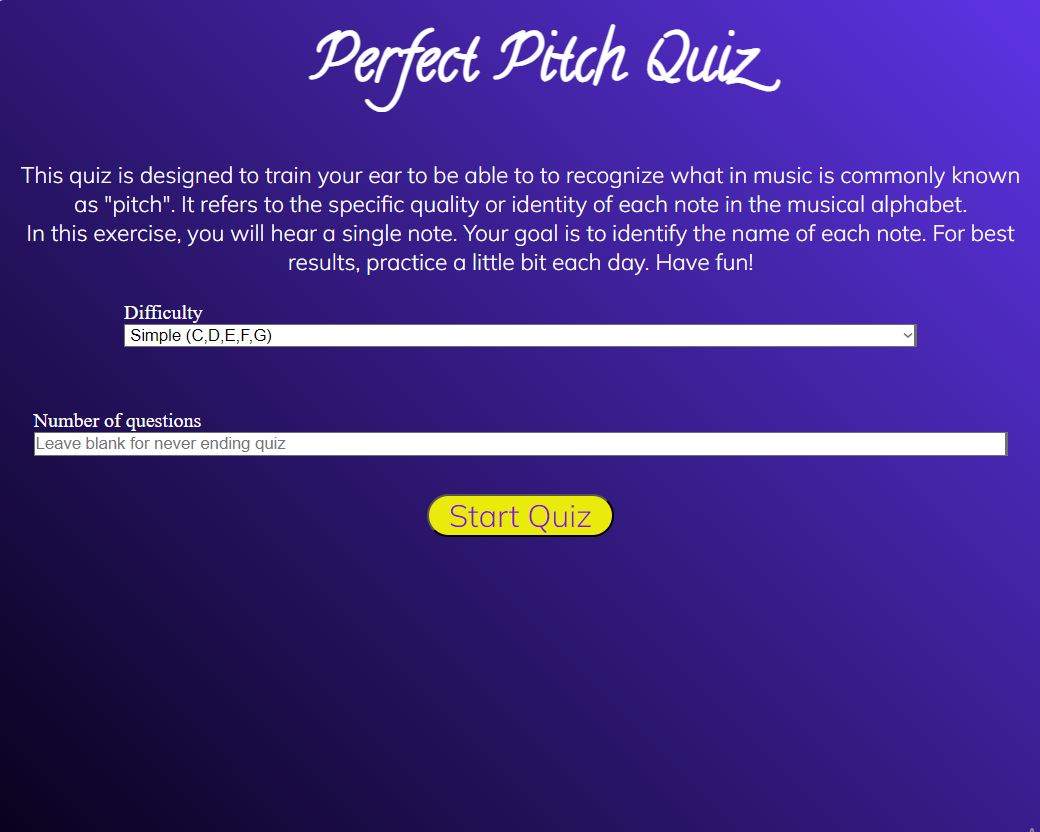 Perfect Pitch Quiz
This quiz is designed to train your ear to be able to to recognize what in music is commonly known
as "pitch". It refers to the specific quality or identity of each note in the musical alphabet.
In this exercise, you will hear a single note. Your goal is to identify the name of each note. For best
results, practice a little bit each day. Have fun!
Difficulty
Simple (C,D,E,F,G)
Number of questions
Leave blank for never ending quiz
Start Quiz